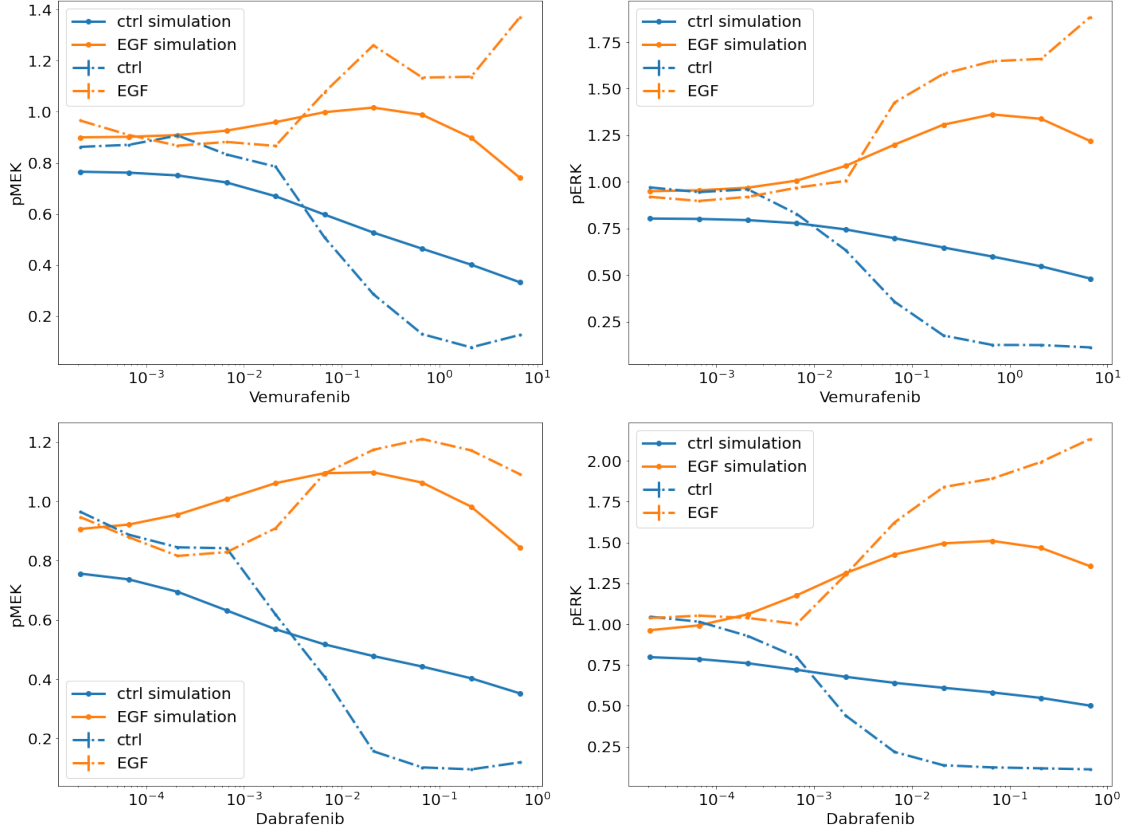 1.4
1.2
1.0
0.8
0.6
0.4
0.2
pMEK
ctrl simulation
EGF simulation
ctrl
EGF
10⁻³
10⁻²
10⁻¹
10⁰
10¹
Vemurafenib
1.75
1.50
1.25
1.00
0.75
0.50
0.25
pERK
ctrl simulation
EGF simulation
ctrl
EGF
10⁻³
10⁻²
10⁻¹
10⁰
10¹
Vemurafenib
1.2
1.0
0.8
0.6
0.4
0.2
pMEK
ctrl simulation
EGF simulation
ctrl
EGF
10⁻⁴
10⁻³
10⁻²
10⁻¹
10⁰
Dabrafenib
2.00
1.75
1.50
1.25
1.00
0.75
0.50
0.25
pERK
ctrl simulation
EGF simulation
ctrl
EGF
10⁻⁴
10⁻³
10⁻²
10⁻¹
10⁰
Dabrafenib